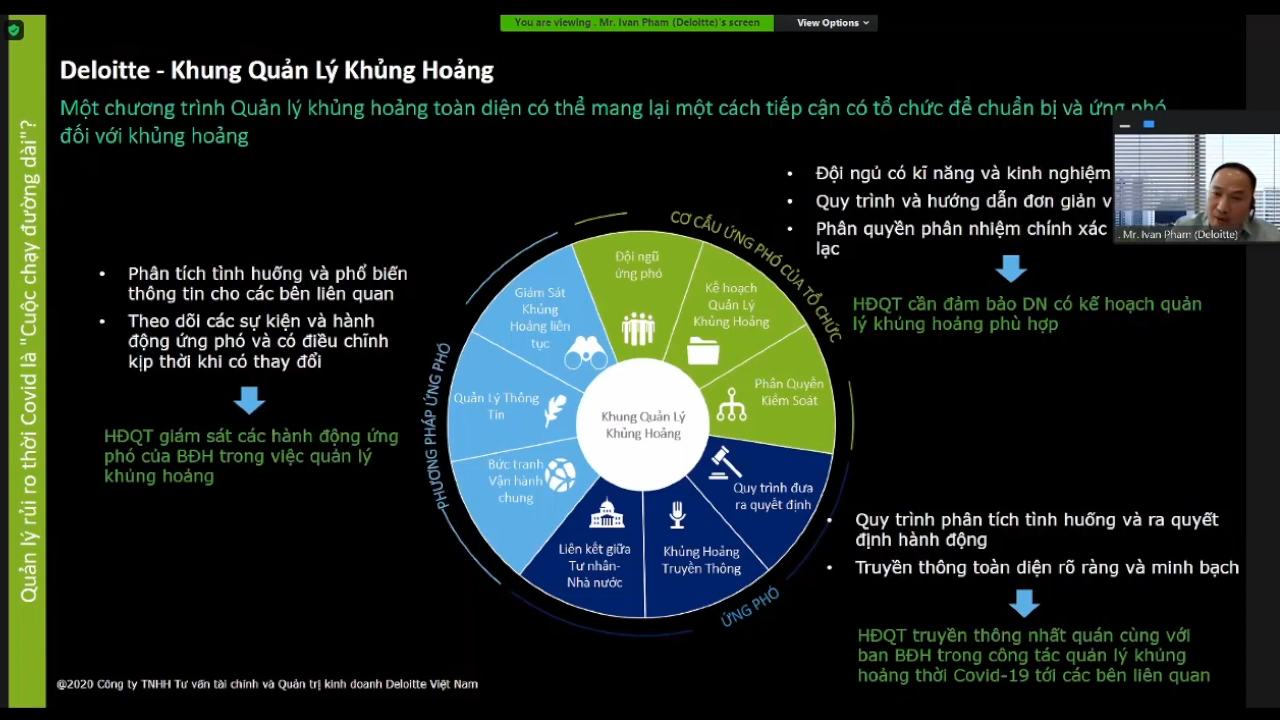 You are viewing . Mr. Ivan Pham (Deloitte)'s screen
View Options
Quản lý rủi ro thời Covid là "Cuộc chạy đường dài"?
Deloitte - Khung Quản Lý Khủng Hoảng
Một chương trình Quản lý khủng hoảng toàn diện có thể mang lại một cách tiếp cận có tổ chức để chuẩn bị và ứng phó
đối với khủng hoảng
• Đội ngủ có kĩ năng và kinh nghiệm
• Quy trình và hướng dẫn đơn giản v
• Phân quyền phân nhiệm chính xác
lạc
. Mr. Ivan Pham (Deloitte)
HĐQT cần đảm bảo DN có kế hoạch quản
lý khủng hoảng phù hợp
• Phân tích tình huống và phổ biến
thông tin cho các bên liên quan
• Theo dõi các sự kiện và hành
động ứng phó và có điều chỉnh
kịp thời khi có thay đổi
HĐQT giám sát các hành động ứng
phó của BĐH trong việc quản lý
khủng hoảng
CƠ CẤU ỨNG PHÓ CỦA TỔ CHỨC
Đội ngũ
ứng phó
Kế hoạch
Quản Lý
Khủng Hoảng
Phân Quyền
Kiểm Soát
Giám Sát
Khủng
Hoảng liên
tục
PHƯƠNG PHÁP ỨNG PHÓ
Quản Lý Thông
Tin
Bức tranh
Vận hành
chung
Khung Quản Lý
Khủng Hoảng
Quy trình đưa
ra quyết định
Khủng Hoảng
Truyền Thông
Liên kết giữa
Tư nhân-
Nhà nước
ỨNG PHÓ
• Quy trình phân tích tình huống và ra quyết
định hành động
• Truyền thông toàn diện rõ ràng và minh bạch
HĐQT truyền thông nhất quán cùng với
ban BĐH trong công tác quản lý khủng
hoảng thời Covid-19 tới các bên liên quan
@2020 Công ty TNHH Tư vấn tài chính và Quản trị kinh doanh Deloitte Việt Nam